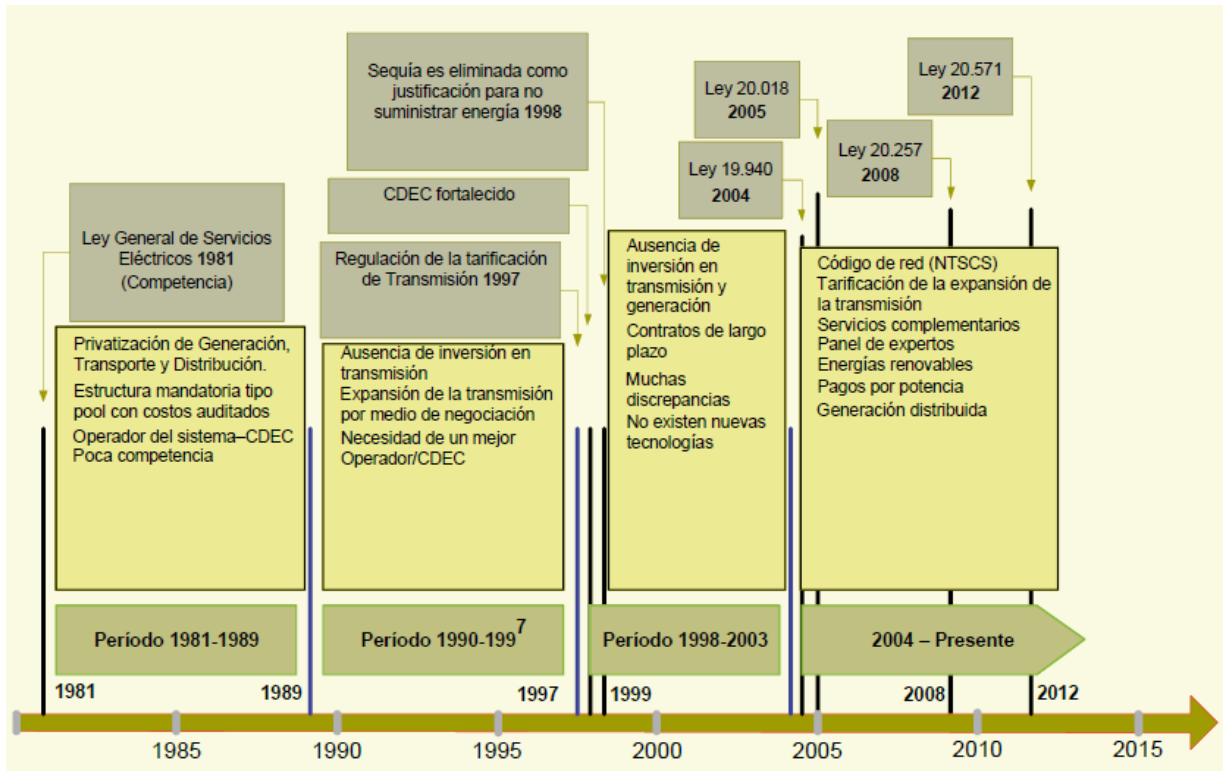 Sequía es eliminada como
justificación para no
suministrar energía 1998
Ley 20.018
2005
Ley 20.571
2012
Ley 20.257
2008
Ley 19.940
2004
CDEC fortalecido
Regulación de la tarificación
de Transmisión 1997
Ley General de Servicios
Eléctricos 1981
(Competencia)
Privatización de Generación,
Transporte y Distribución.
Estructura mandatoria tipo
pool con costos auditados
Operador del sistema–CDEC
Poca competencia
Ausencia de inversión en
transmisión
Expansión de la transmisión
por medio de negociación
Necesidad de un mejor
Operador/CDEC
Ausencia de
inversión en
transmisión y
generación
Contratos de largo
plazo
Muchas
discrepancias
No existen nuevas
tecnologías
Código de red (NTSCS)
Tarificación de la expansión de
la transmisión
Servicios complementarios
Panel de expertos
Energías renovables
Pagos por potencia
Generación distribuida
Período 1981-1989
Período 1990-1997
Período 1998-2003
2004 – Presente
1981
1989
1997
1999
2008
2012
1985
1990
1995
2000
2005
2010
2015